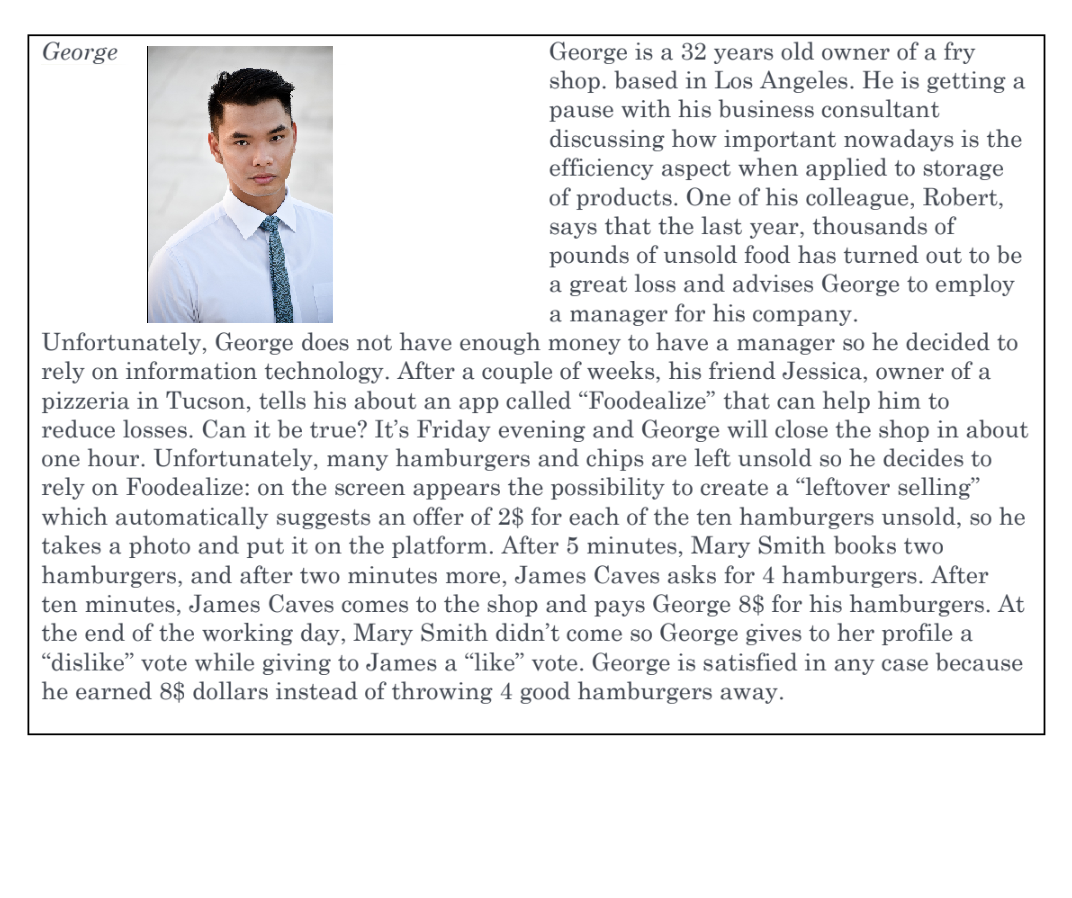 George
George is a 32 years old owner of a fry
shop. based in Los Angeles. He is getting a
pause with his business consultant
discussing how important nowadays is the
efficiency aspect when applied to storage
of products. One of his colleague, Robert,
says that the last year, thousands of
pounds of unsold food has turned out to be
a great loss and advises George to employ
a manager for his company.
Unfortunately, George does not have enough money to have a manager so he decided to
rely on information technology. After a couple of weeks, his friend Jessica, owner of a
pizzeria in Tucson, tells his about an app called “Foodealize” that can help him to
reduce losses. Can it be true? It’s Friday evening and George will close the shop in about
one hour. Unfortunately, many hamburgers and chips are left unsold so he decides to
rely on Foodealize: on the screen appears the possibility to create a “leftover selling”
which automatically suggests an offer of 2$ for each of the ten hamburgers unsold, so he
takes a photo and put it on the platform. After 5 minutes, Mary Smith books two
hamburgers, and after two minutes more, James Caves asks for 4 hamburgers. After
ten minutes, James Caves comes to the shop and pays George 8$ for his hamburgers. At
the end of the working day, Mary Smith didn’t come so George gives to her profile a
“dislike” vote while giving to James a “like” vote. George is satisfied in any case because
he earned 8$ dollars instead of throwing 4 good hamburgers away.